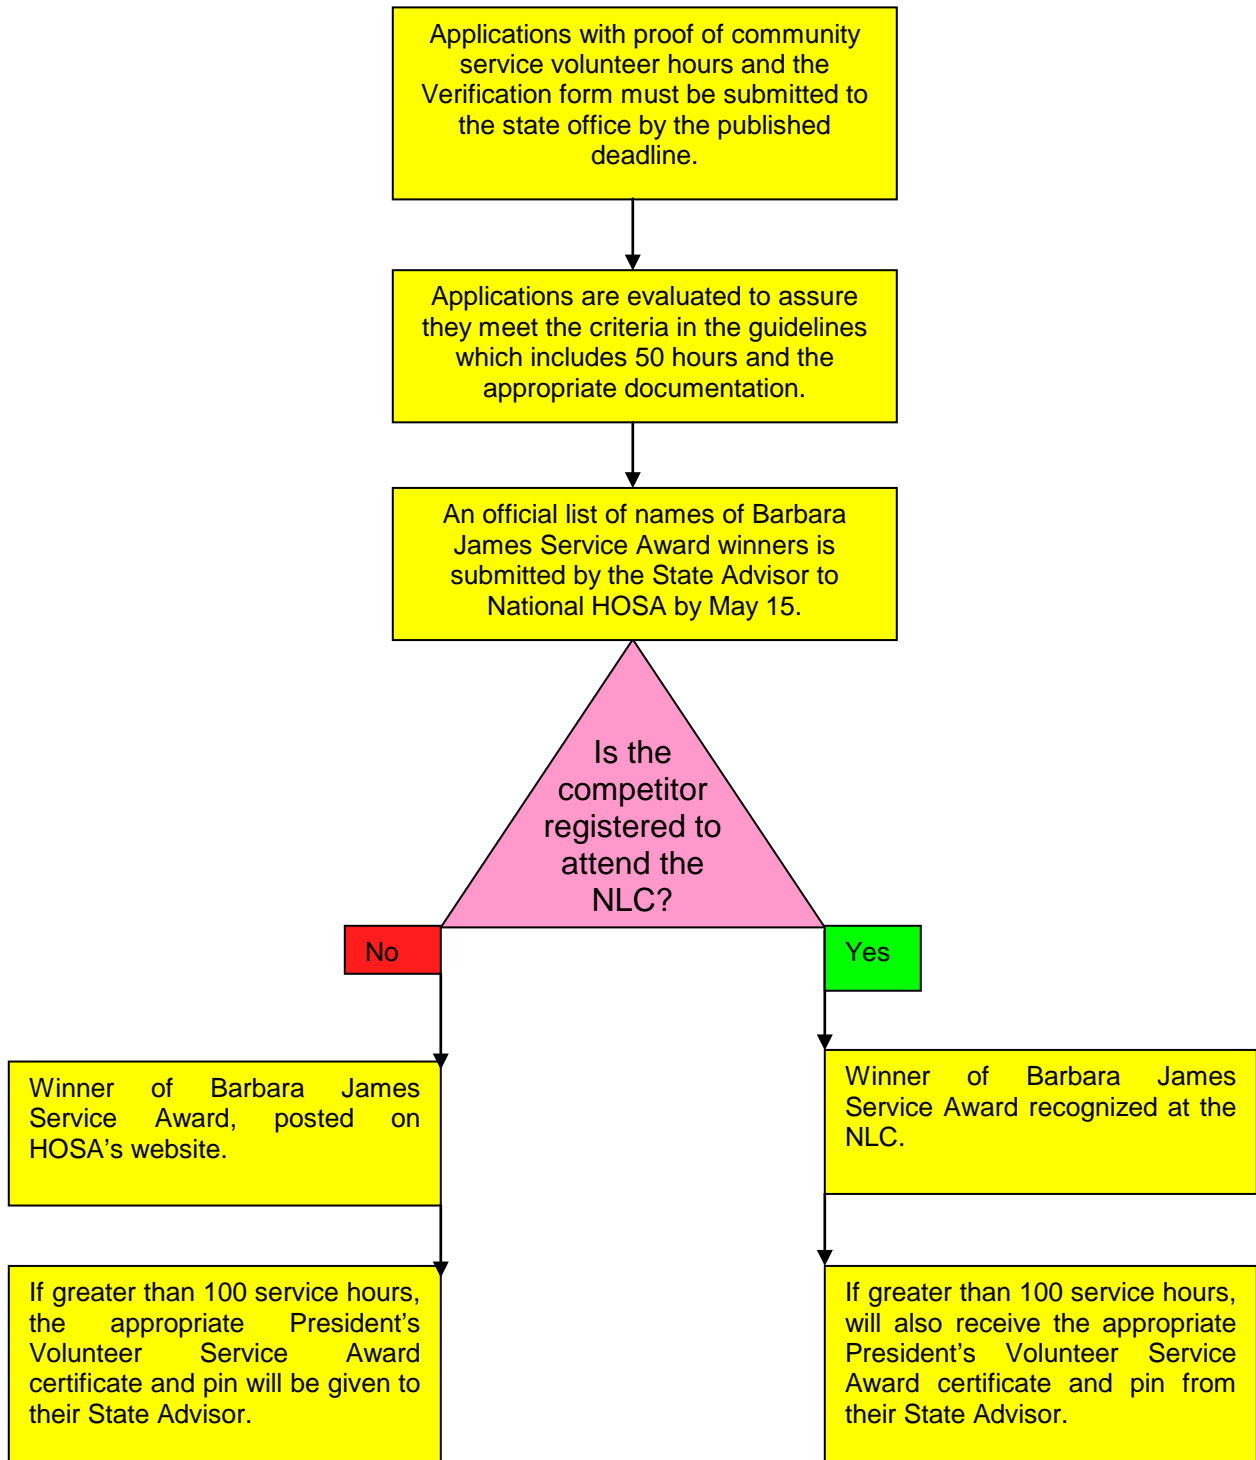 Applications with proof of community
service volunteer hours and the
Verification form must be submitted to
the state office by the published
deadline.
Applications are evaluated to assure
they meet the criteria in the guidelines
which includes 50 hours and the
appropriate documentation.
An official list of names of Barbara
James Service Award winners is
submitted by the State Advisor to
National HOSA by May 15.
Is the
competitor
registered to
attend the
NLC?
No
Yes
Winner of Barbara James
Service Award, posted on
HOSA’s website.
Winner of Barbara James
Service Award recognized at the
NLC.
If greater than 100 service hours,
the appropriate President’s
Volunteer Service Award
certificate and pin will be given to
their State Advisor.
If greater than 100 service hours,
will also receive the appropriate
President’s Volunteer Service
Award certificate and pin from
their State Advisor.